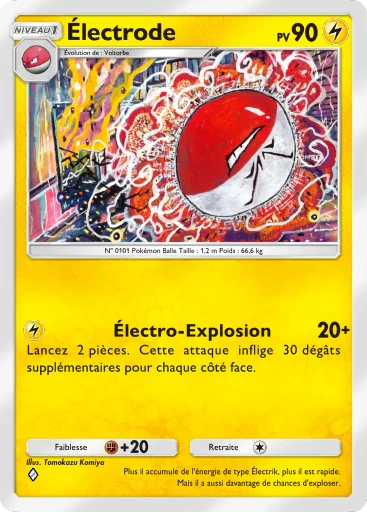 NIVEAU 1
Électrode
PV 90
Évolution de : Voltorbe
N° 0101 Pokémon Balle Taille : 1,2 m Poids : 66,6 kg
Électro-Explosion 20+
Lancez 2 pièces. Cette attaque inflige 30 dégâts
supplémentaires pour chaque côté face.
Faiblesse +20 Retraite
Illus. Tomokazu Komiya
Plus il accumule de l'énergie de type Électrik, plus il est rapide.
Mais il a aussi davantage de chances d'exploser.